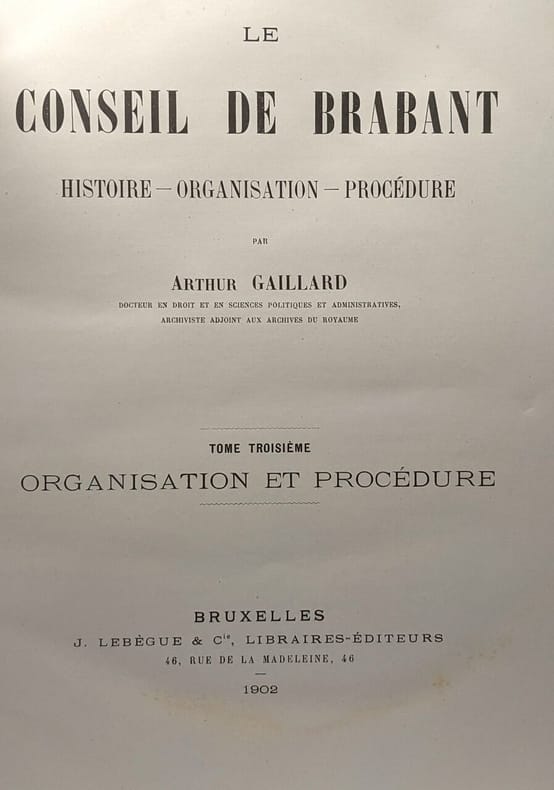 LE
CONSEIL DE BRABANT
HISTOIRE — ORGANISATION — PROCÉDURE
PAR
ARTHUR GAILLARD
DOCTEUR EN DROIT ET EN SCIENCES POLITIQUES ET ADMINISTRATIVES,
ARCHIVISTE ADJOINT AUX ARCHIVES DU ROYAUME
TOME TROISIÈME
ORGANISATION ET PROCÉDURE
BRUXELLES
J. LEBÈGUE & Cie, LIBRAIRES-ÉDITEURS
46, RUE DE LA MADELEINE, 46
1902